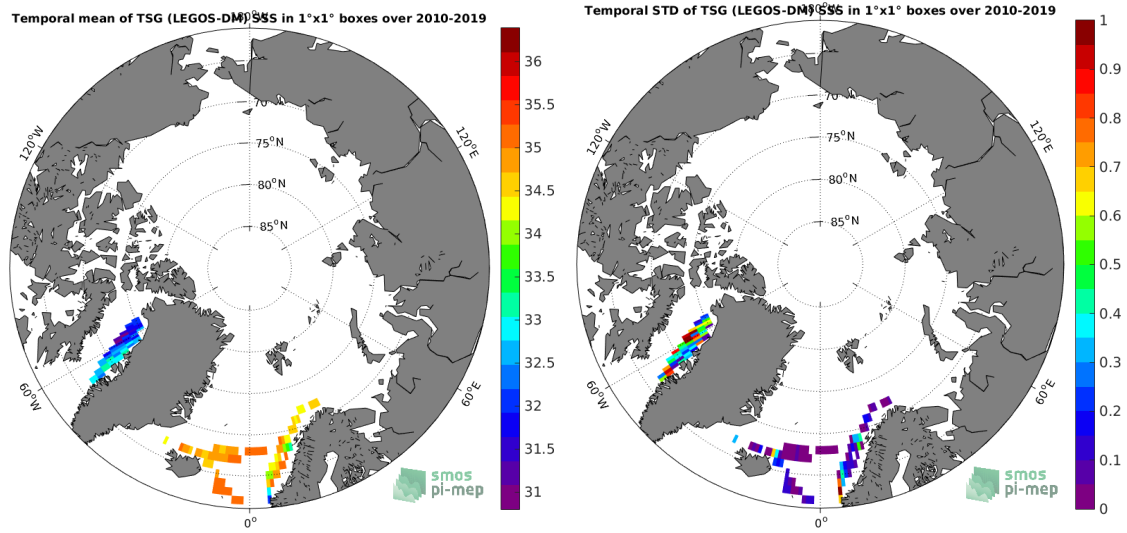 Temporal mean of TSG (LEGOS-DM) SSS in 1°x1° boxes over 2010-2019
180°W
120°W
120°E
70
75°N
80°N
85°N
60°W
60°E
0°
smos
pi-mep
36
35.5
35
34.5
34
33.5
33
32.5
32
31.5
31
Temporal STD of TSG (LEGOS-DM) SSS in 1°x1° boxes over 2010-2019
180°W
120°W
120°E
70
75°N
80°N
85°N
60°W
60°E
0°
smos
pi-mep
1
0.9
0.8
0.7
0.6
0.5
0.4
0.3
0.2
0.1
0